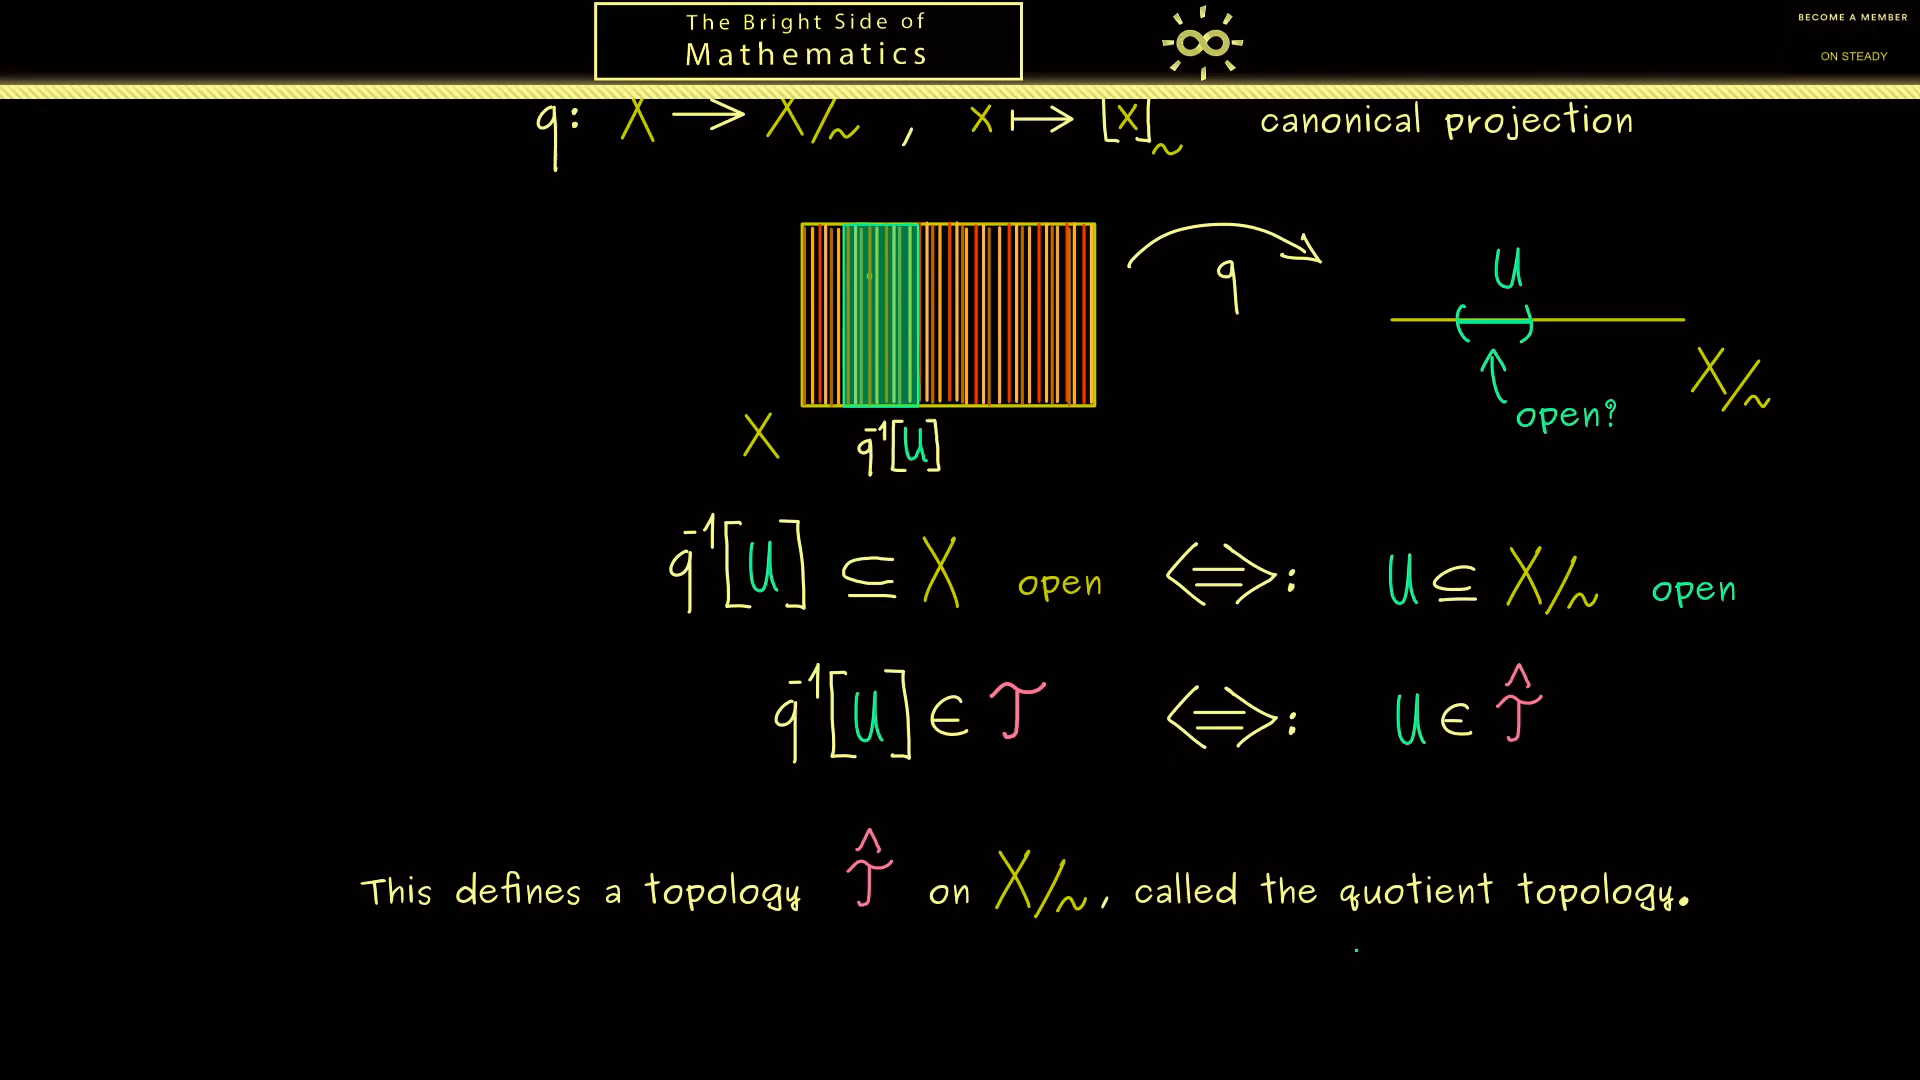 The Bright Side of
Mathematics
BECOME A MEMBER
ON STEADY
q: X ⟶ X/~ , x ⟼ [x]~ canonical projection
U
q
X/~
open?
X
q⁻¹[U]
q⁻¹[U] ⊆ X open ⟺: U ⊆ X/~ open
q⁻¹[U] ∈ 𝒯 ⟺: U ∈ 𝒯̂
This defines a topology 𝒯̂ on X/~, called the quotient topology.